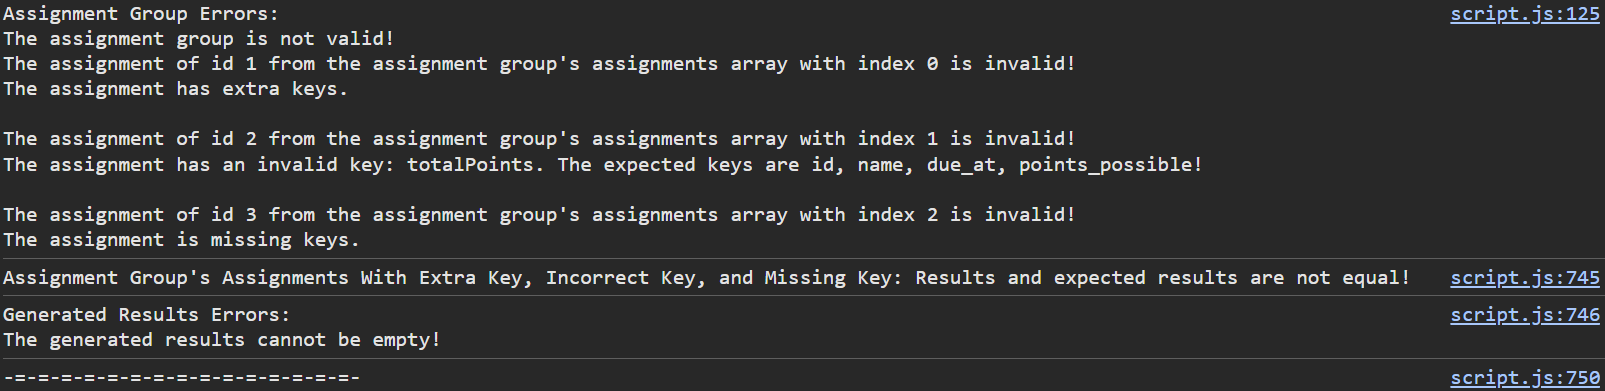 Assignment Group Errors: script.js:125
The assignment group is not valid!
The assignment of id 1 from the assignment group's assignments array with index 0 is invalid!
The assignment has extra keys.

The assignment of id 2 from the assignment group's assignments array with index 1 is invalid!
The assignment has an invalid key: totalPoints. The expected keys are id, name, due_at, points_possible!

The assignment of id 3 from the assignment group's assignments array with index 2 is invalid!
The assignment is missing keys.
Assignment Group's Assignments With Extra Key, Incorrect Key, and Missing Key: Results and expected results are not equal! script.js:745
Generated Results Errors: script.js:746
The generated results cannot be empty!
-=-=-=-=-=-=-=-=-=-=-=-=-=-=-=- script.js:750